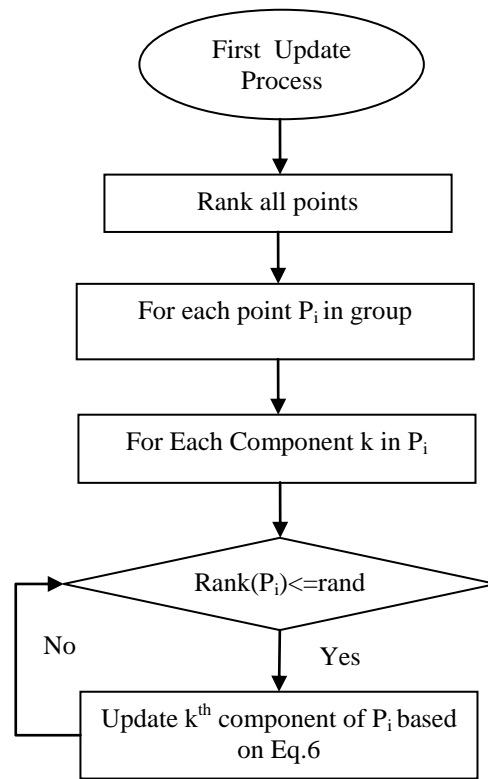 First Update
Process
Rank all points
For each point Pi in group
For Each Component k in Pi
Rank(Pi)<=rand
No
Yes
Update kth component of Pi based
on Eq.6